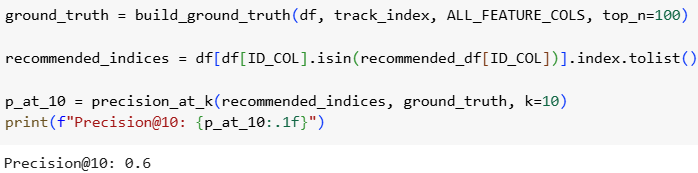 ground_truth = build_ground_truth(df, track_index, ALL_FEATURE_COLS, top_n=100)
recommended_indices = df[df[ID_COL].isin(recommended_df[ID_COL])].index.tolist()
p_at_10 = precision_at_k(recommended_indices, ground_truth, k=10)
print(f"Precision@10: {p_at_10:.1f}")
Precision@10: 0.6